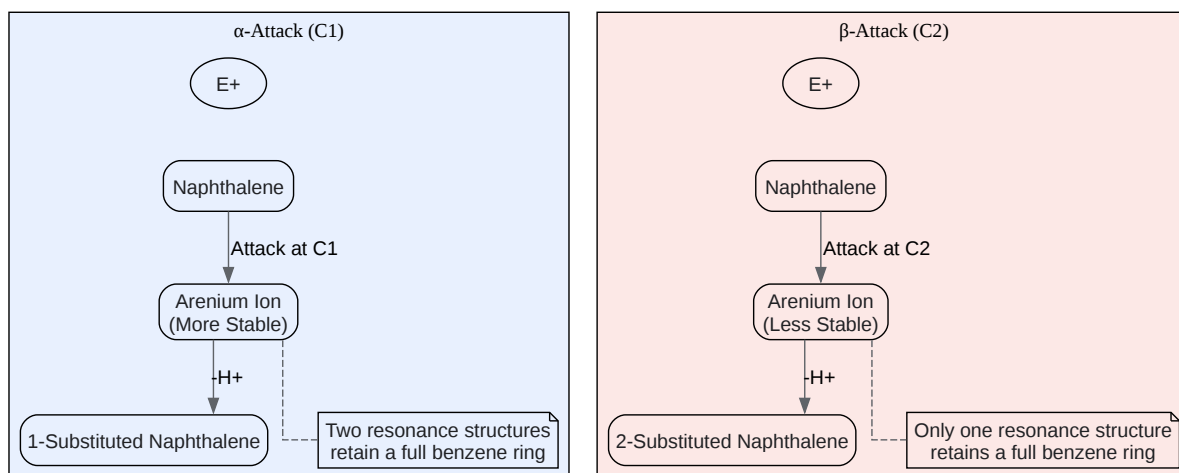 α-Attack (C1)
E+
Naphthalene
Attack at C1
Arenium Ion
(More Stable)
-H+
1-Substituted Naphthalene
Two resonance structures
retain a full benzene ring
β-Attack (C2)
E+
Naphthalene
Attack at C2
Arenium Ion
(Less Stable)
-H+
2-Substituted Naphthalene
Only one resonance structure
retains a full benzene ring